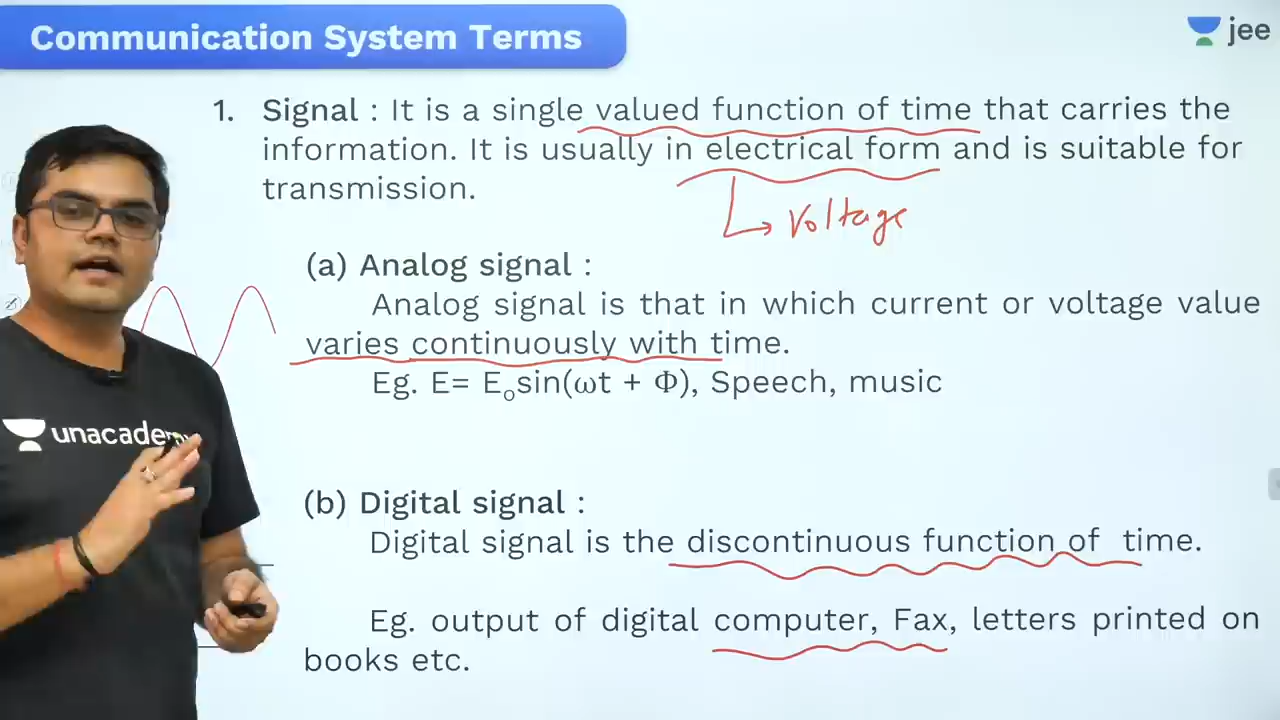 Communication System Terms
jee
1. Signal : It is a single valued function of time that carries the
information. It is usually in electrical form and is suitable for
transmission.
Voltage
(a) Analog signal :
Analog signal is that in which current or voltage value
varies continuously with time.
Eg. E= Eₒsin(ωt + Φ), Speech, music
unacademy
(b) Digital signal :
Digital signal is the discontinuous function of time.
Eg. output of digital computer, Fax, letters printed on
books etc.